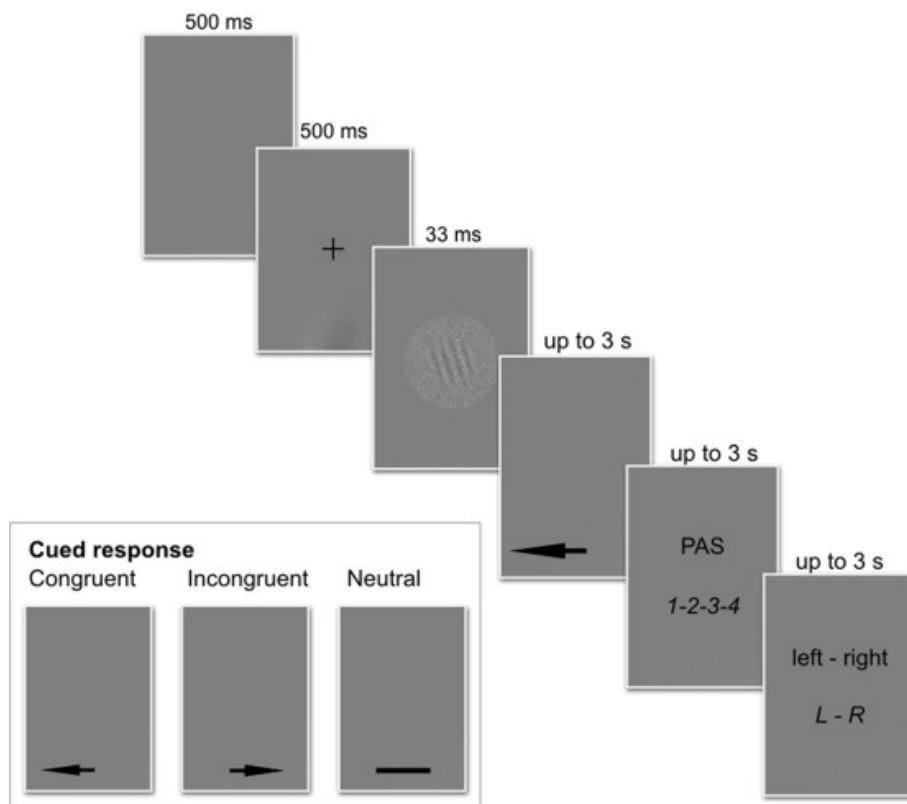 500 ms
500 ms
33 ms
up to 3 s
up to 3 s
PAS
1-2-3-4
up to 3 s
left - right
L - R
Cued response
Congruent Incongruent Neutral